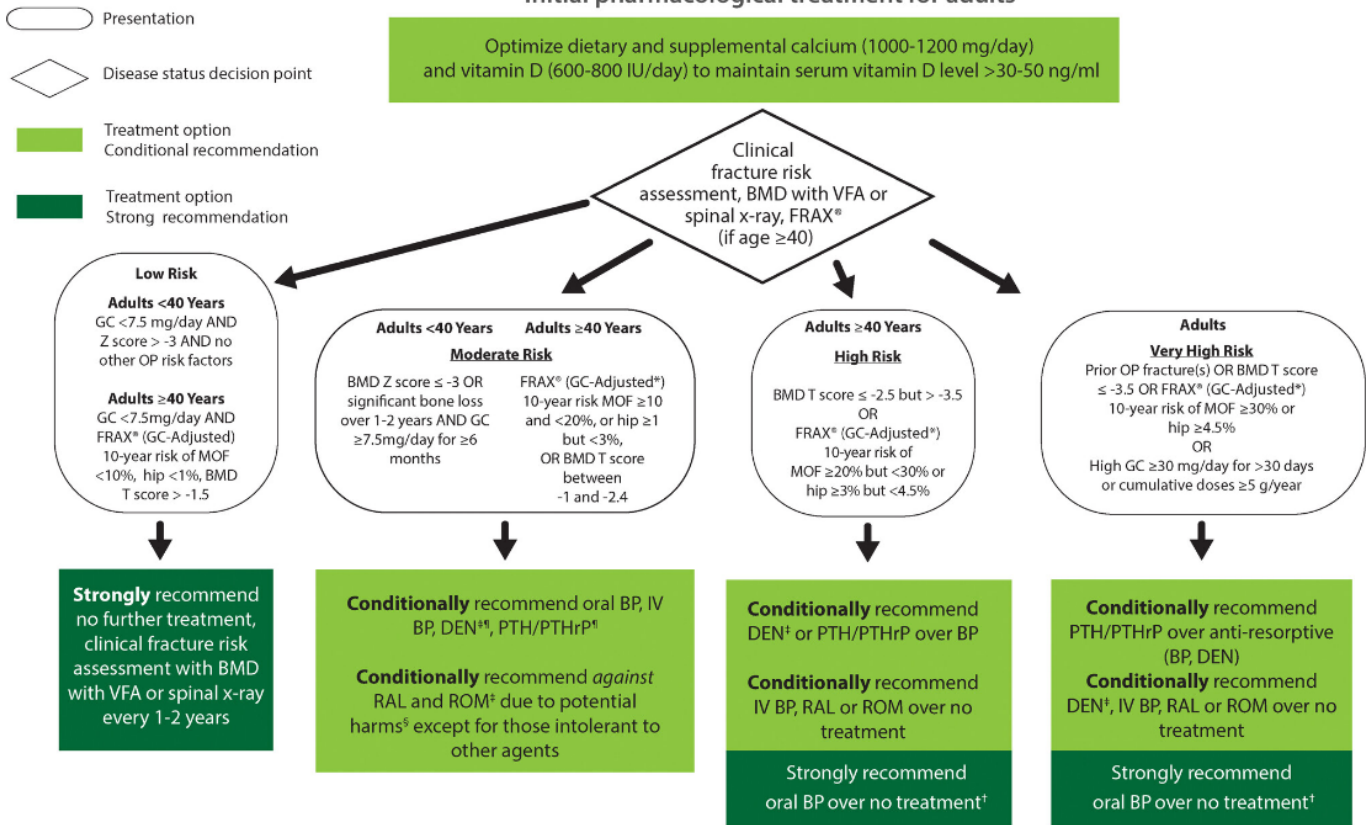 Initial pharmacological treatment for adults
Presentation
Disease status decision point
Treatment option
Conditional recommendation
Treatment option
Strong recommendation
Optimize dietary and supplemental calcium (1000-1200 mg/day)
and vitamin D (600-800 IU/day) to maintain serum vitamin D level >30-50 ng/ml
Clinical
fracture risk
assessment, BMD with VFA or
spinal x-ray, FRAX®
(if age ≥40)
Low Risk
Adults <40 Years
GC <7.5 mg/day AND
Z score > -3 AND no
other OP risk factors
Adults ≥40 Years
GC <7.5mg/day AND
FRAX® (GC-Adjusted)
10-year risk of MOF
<10%, hip <1%, BMD
T score > -1.5
Adults <40 Years
Adults ≥40 Years
Moderate Risk
BMD Z score ≤ -3 OR
significant bone loss
over 1-2 years AND GC
≥7.5mg/day for ≥6
months
FRAX® (GC-Adjusted*)
10-year risk MOF ≥10
and <20%, or hip ≥1
but <3%,
OR BMD T score
between
-1 and -2.4
Adults ≥40 Years
High Risk
BMD T score ≤ -2.5 but > -3.5
OR
FRAX® (GC-Adjusted*)
10-year risk of
MOF ≥20% but <30% or
hip ≥3% but <4.5%
Adults
Very High Risk
Prior OP fracture(s) OR BMD T score
≤ -3.5 OR FRAX® (GC-Adjusted*)
10-year risk of MOF ≥30% or
hip ≥4.5%
OR
High GC ≥30 mg/day for >30 days
or cumulative doses ≥5 g/year
Strongly recommend
no further treatment,
clinical fracture risk
assessment with BMD
with VFA or spinal x-ray
every 1-2 years
Conditionally recommend oral BP, IV
BP, DEN‡¶, PTH/PTHrP¶
Conditionally recommend against
RAL and ROM‡ due to potential
harms§ except for those intolerant to
other agents
Conditionally recommend
DEN‡ or PTH/PTHrP over BP
Conditionally recommend
IV BP, RAL or ROM over no
treatment
Strongly recommend
oral BP over no treatment†
Conditionally recommend
PTH/PTHrP over anti-resorptive
(BP, DEN)
Conditionally recommend
DEN‡, IV BP, RAL or ROM over no
treatment
Strongly recommend
oral BP over no treatment†